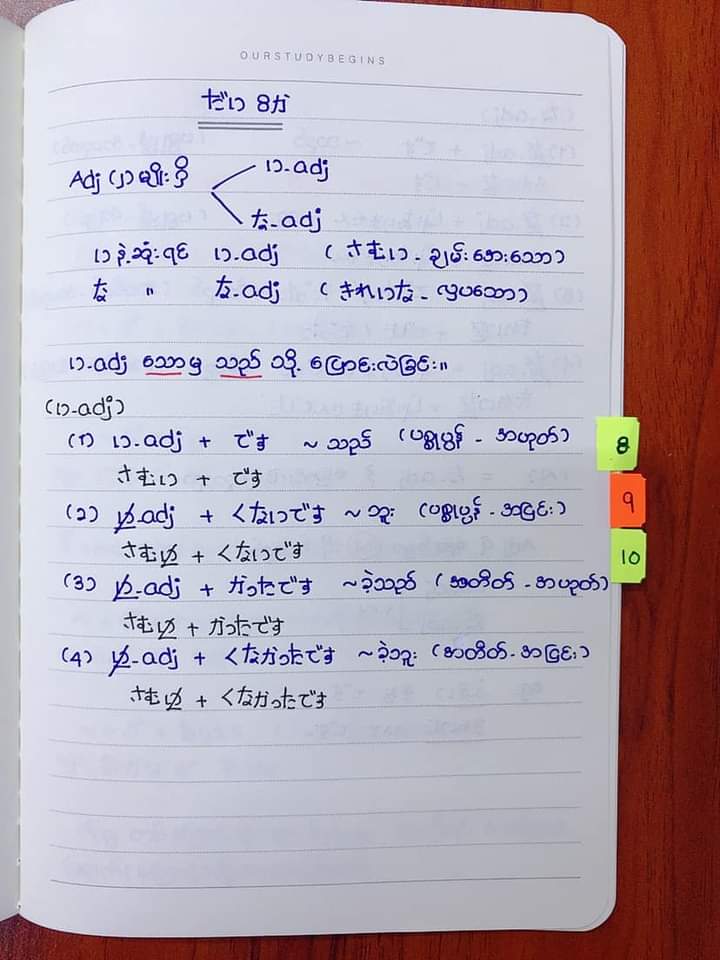 OURSTUDYBEGINS
だい 8か
Adj (၂) မျိုးရှိ
い-adj
な-adj
い နဲ့ဆုံးရင် い-adj (さむい - ချမ်းအေးသော)
な " な-adj (きれいな - လှပသော)
い-adj သောမှ သည် သို့ ပြောင်းလဲခြင်း။
(い-adj)
(1) い-adj + です ~ သည် (ပစ္စုပ္ပန် - အဟုတ်)
さむい + です
(2) い-adj + くないです ~ ဘူး (ပစ္စုပ္ပန် - အငြင်း)
さむい + くないです
(3) い-adj + かったです ~ ခဲ့သည် (အတိတ် - အဟုတ်)
さむい + かったです
(4) い-adj + くなかったです ~ ခဲ့ဘူး (အတိတ် - အငြင်း)
さむい + くなかったです
8
9
10